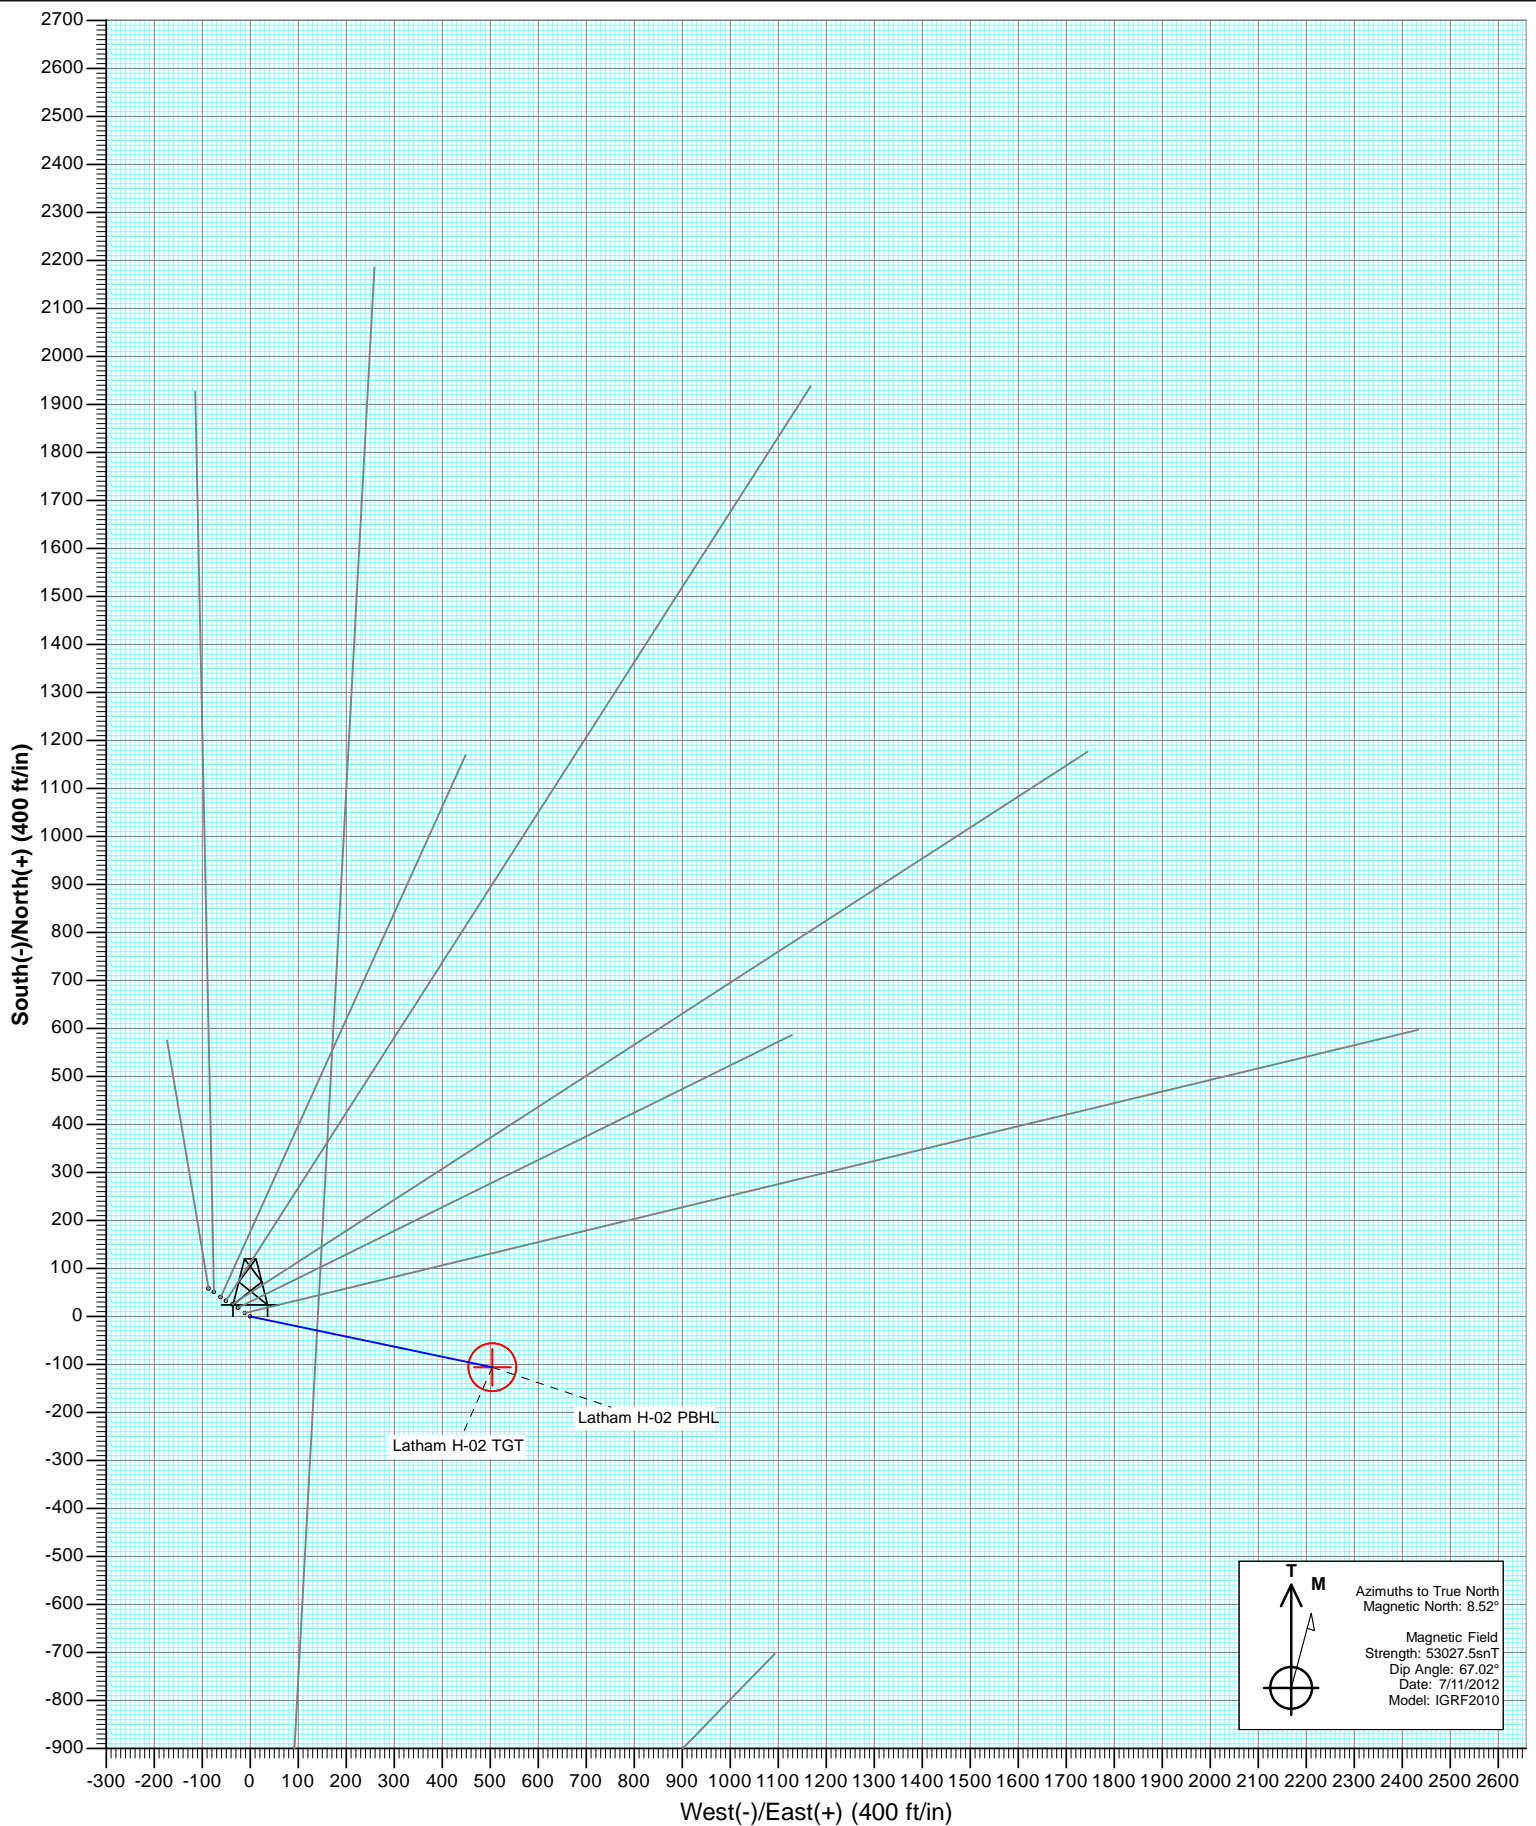 2700
2600
2500
2400
2300
2200
2100
2000
1900
1800
1700
1600
1500
1400
1300
1200
1100
1000
900
800
700
600
500
400
300
200
100
0
-100
-200
-300
-400
-500
-600
-700
-800
-900
South(-)/North(+) (400 ft/in)
Latham H-02 PBHL
Latham H-02 TGT
T
M
Azimuths to True North
Magnetic North: 8.52°
Magnetic Field
Strength: 53027.5snT
Dip Angle: 67.02°
Date: 7/11/2012
Model: IGRF2010
-300 -200 -100 0 100 200 300 400 500 600 700 800 900 1000 1100 1200 1300 1400 1500 1600 1700 1800 1900 2000 2100 2200 2300 2400 2500 2600
West(-)/East(+) (400 ft/in)